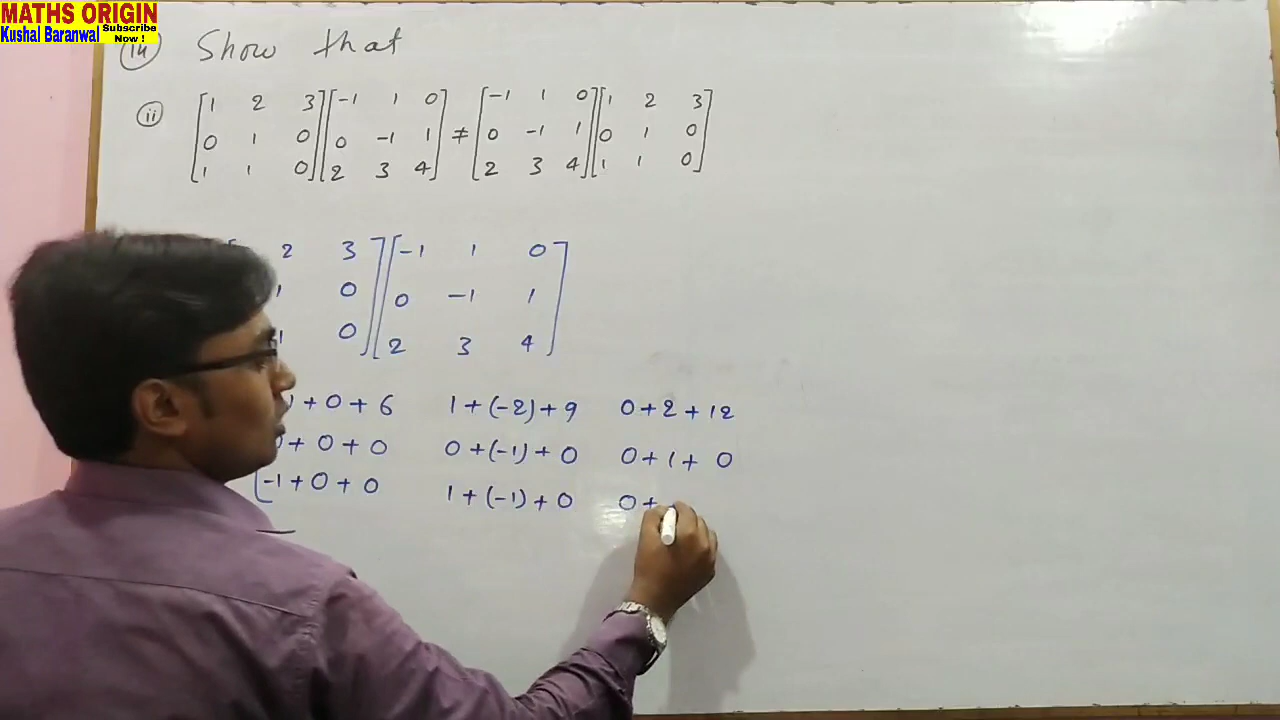 MATHS ORIGIN
Kushal Baranwal Subscribe Now !
Show that
ii
[1 2 3] [-1 1 0] ≠ [-1 1 0] [1 2 3]
[0 1 0] [0 -1 1] [0 -1 1] [0 1 0]
[1 1 0] [2 3 4] [2 3 4] [1 1 0]
2 3] [-1 1 0]
1 0] [0 -1 1]
1 0] [2 3 4]
+ 0 + 6 1 + (-2) + 9 0 + 2 + 12
0 + 0 + 0 0 + (-1) + 0 0 + 1 + 0
-1 + 0 + 0 1 + (-1) + 0 0 +